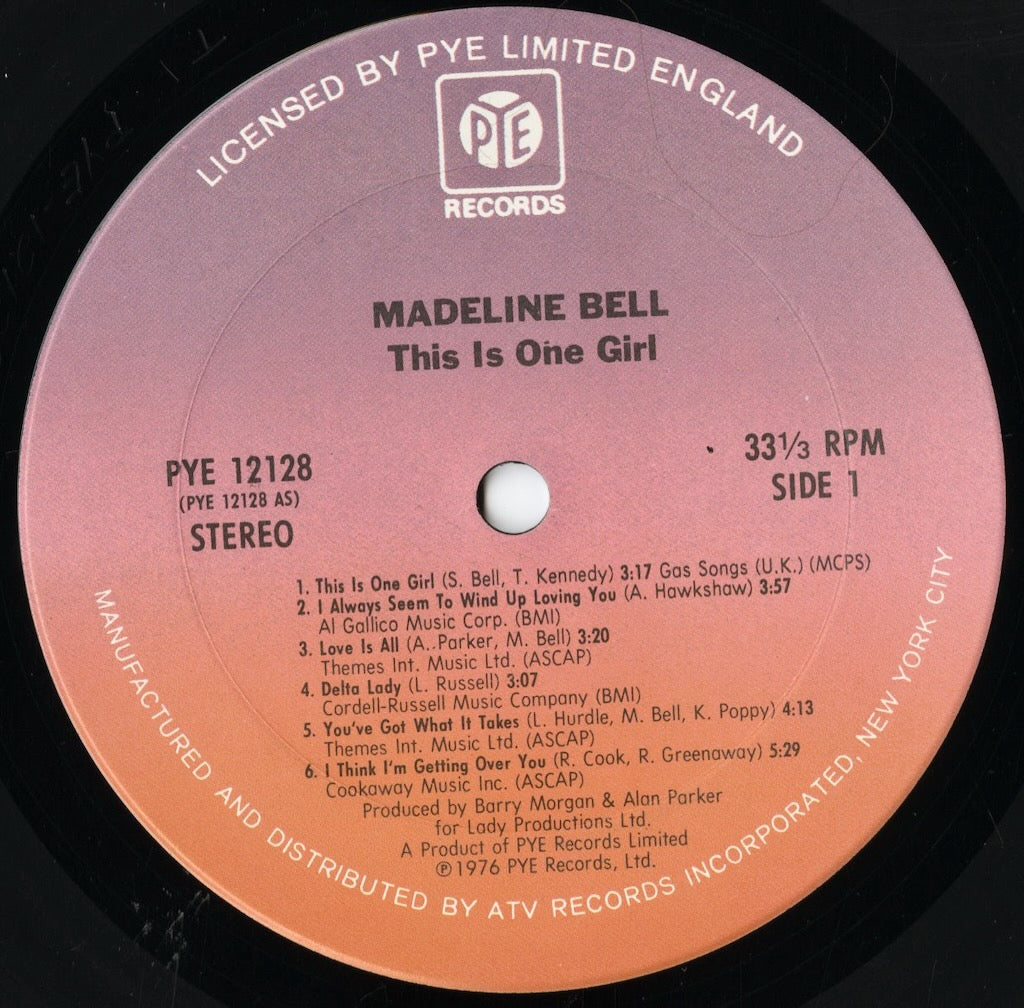 LICENSED BY PYE LIMITED ENGLAND
PYE
RECORDS
MADELINE BELL
This Is One Girl
PYE 12128
(PYE 12128 AS)
STEREO
33⅓ RPM
SIDE 1
1. This Is One Girl (S. Bell, T. Kennedy) 3:17 Gas Songs (U.K.) (MCPS)
2. I Always Seem To Wind Up Loving You (A. Hawkshaw) 3:57
Al Gallico Music Corp. (BMI)
3. Love Is All (A. Parker, M. Bell) 3:20
Themes Int. Music Ltd. (ASCAP)
4. Delta Lady (L. Russell) 3:07
Cordell-Russell Music Company (BMI)
5. You've Got What It Takes (L. Hurdle, M. Bell, K. Poppy) 4:13
Themes Int. Music Ltd. (ASCAP)
6. I Think I'm Getting Over You (R. Cook, R. Greenaway) 5:29
Cookaway Music Inc. (ASCAP)
Produced by Barry Morgan & Alan Parker
for Lady Productions Ltd.
A Product of PYE Records Limited
℗1976 PYE Records, Ltd.
MANUFACTURED AND DISTRIBUTED BY ATV RECORDS INCORPORATED, NEW YORK CITY